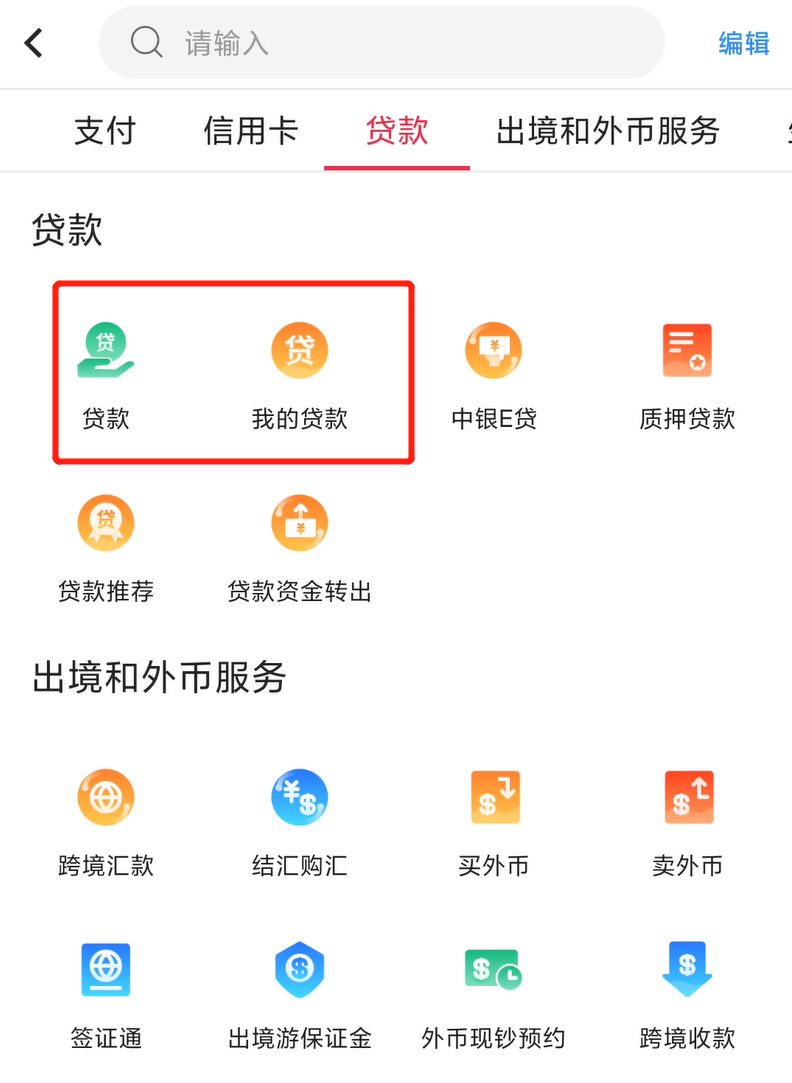 请输入 编辑
支付 信用卡 贷款 出境和外币服务
贷款
贷 贷
贷款 我的贷款 中银E贷 质押贷款
贷
贷款推荐 贷款资金转出
出境和外币服务
跨境汇款 结汇购汇 买外币 卖外币
签证通 出境游保证金 外币现钞预约 跨境收款